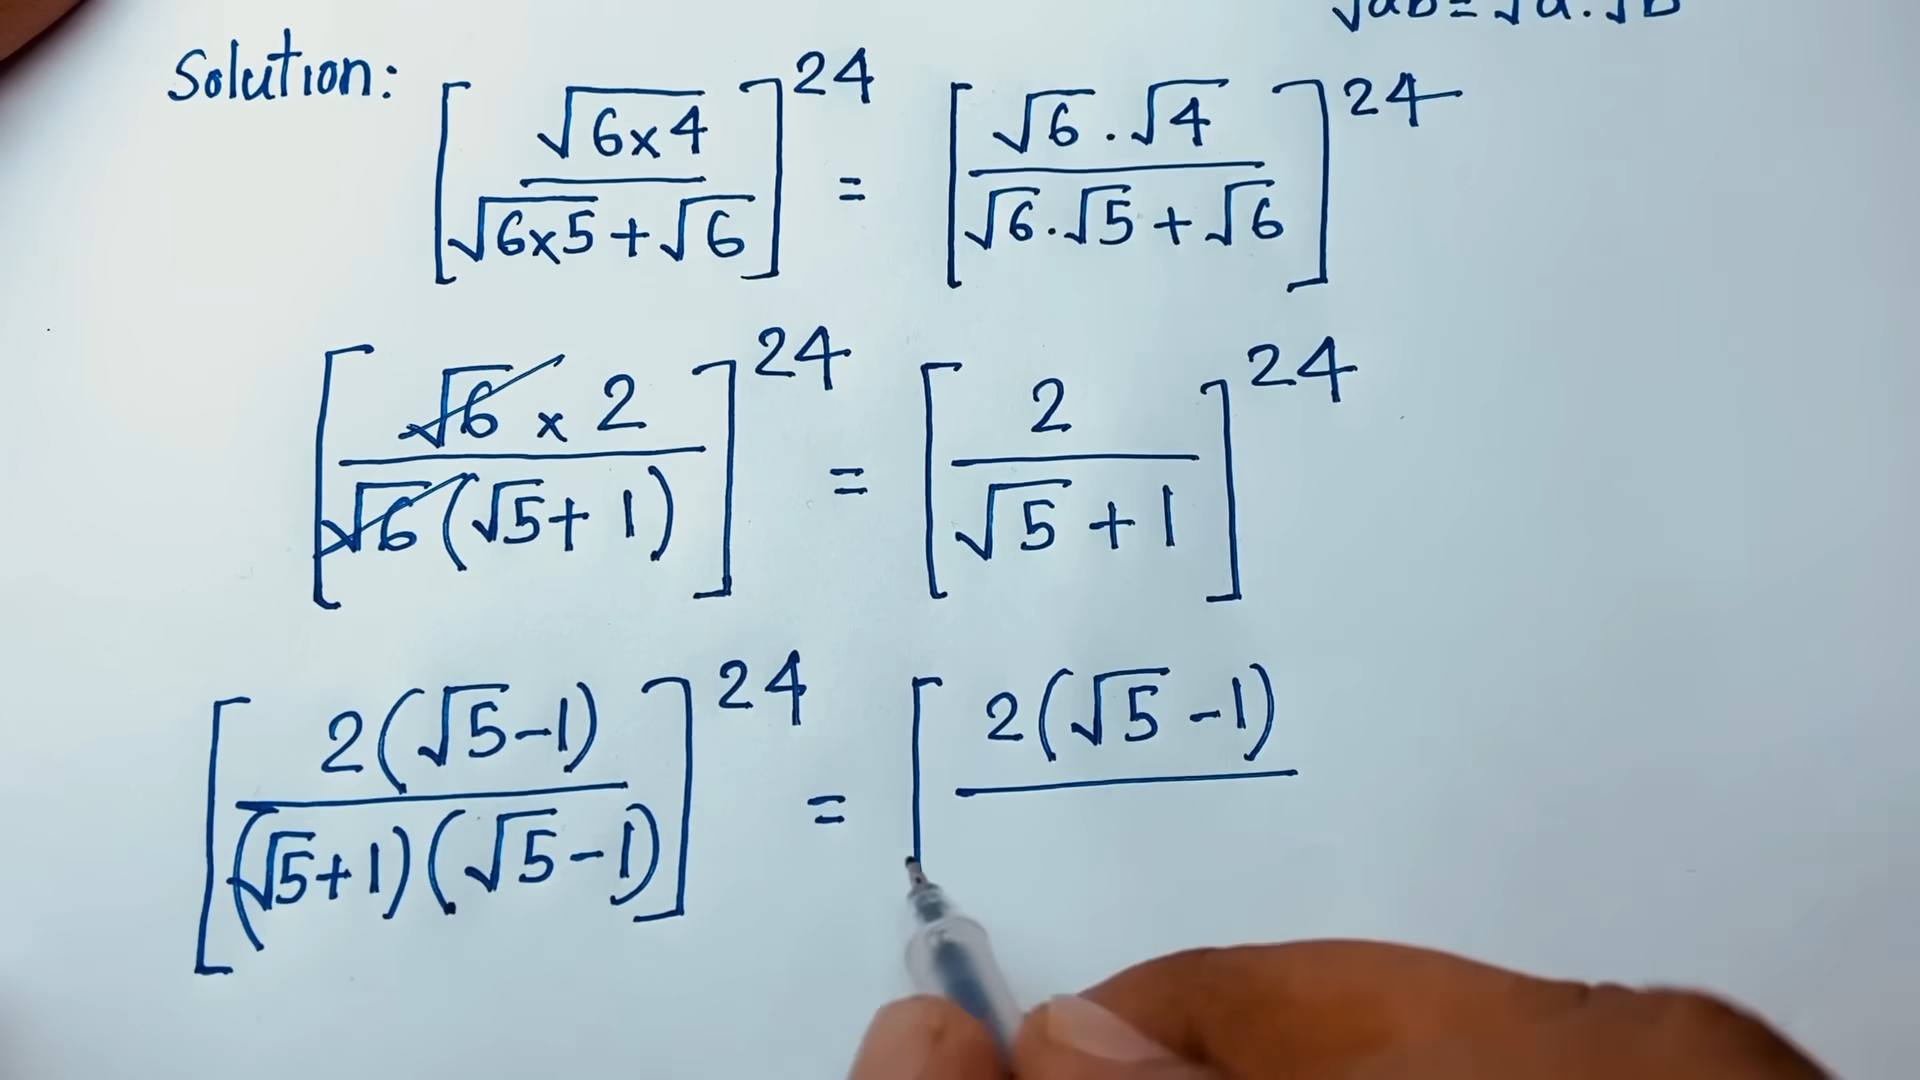 √ab = √a . √b
Solution: [√(6x4) / (√(6x5) + √6)]^24 = [(√6 . √4) / (√6 . √5 + √6)]^24
[(√6 x 2) / (√6 (√5 + 1))]^24 = [2 / (√5 + 1)]^24
[2(√5 - 1) / ((√5 + 1)(√5 - 1))]^24 = [2(√5 - 1)